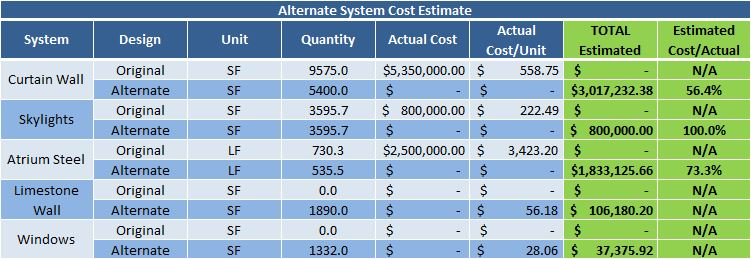 Alternate System Cost Estimate
System Design Unit Quantity Actual Cost Actual Cost/Unit TOTAL Estimated Estimated Cost/Actual
Curtain Wall Original SF 9575.0 $5,350,000.00 $ 558.75 $ - N/A
Alternate SF 5400.0 $ - $ - $3,017,232.38 56.4%
Skylights Original SF 3595.7 $ 800,000.00 $ 222.49 $ - N/A
Alternate SF 3595.7 $ - $ - $ 800,000.00 100.0%
Atrium Steel Original LF 730.3 $2,500,000.00 $ 3,423.20 $ - N/A
Alternate LF 535.5 $ - $ - $1,833,125.66 73.3%
Limestone Wall Original SF 0.0 $ - $ - $ - N/A
Alternate SF 1890.0 $ - $ 56.18 $ 106,180.20 N/A
Windows Original SF 0.0 $ - $ - $ - N/A
Alternate SF 1332.0 $ - $ 28.06 $ 37,375.92 N/A